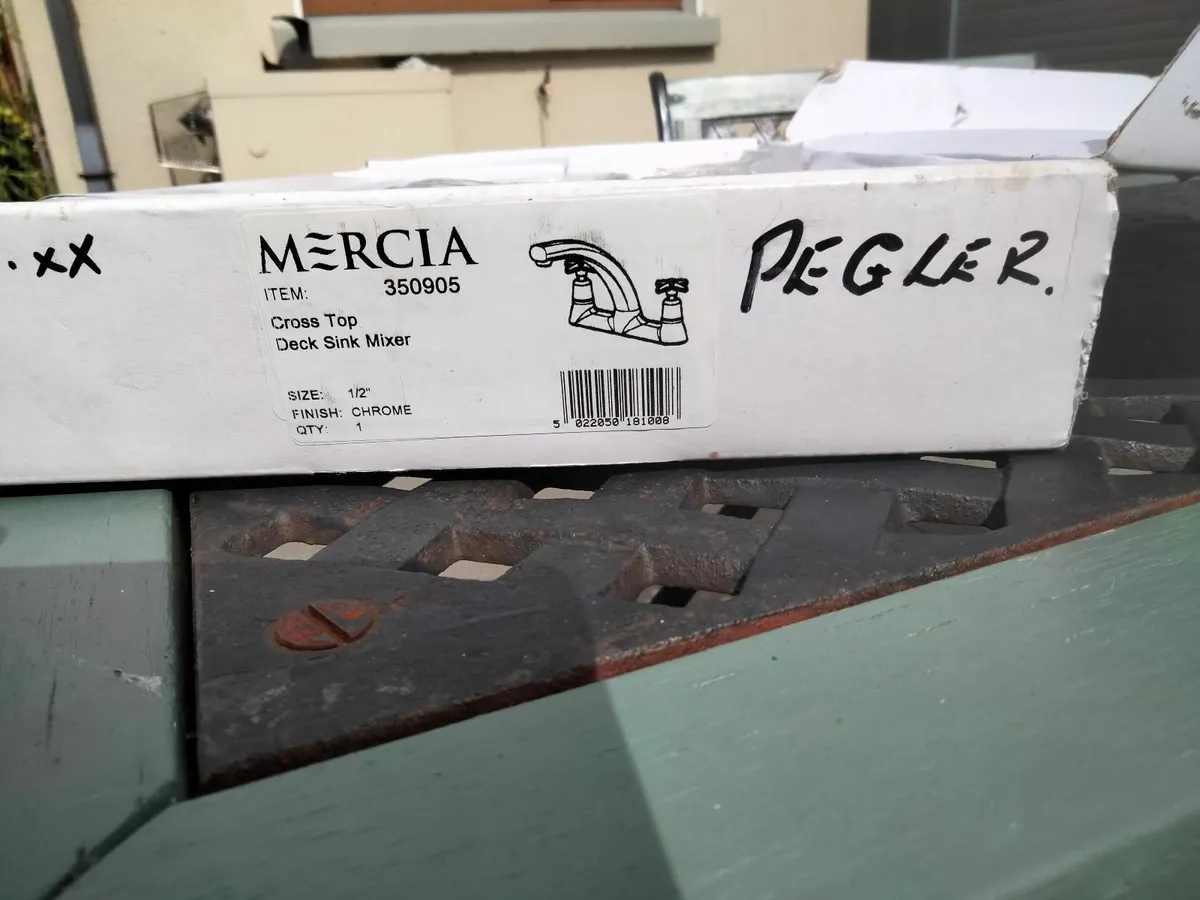 . xX
MERCIA
ITEM: 350905
Cross Top
Deck Sink Mixer
SIZE: 1/2"
FINISH: CHROME
QTY: 1
5 022050 181008
PEGLER.